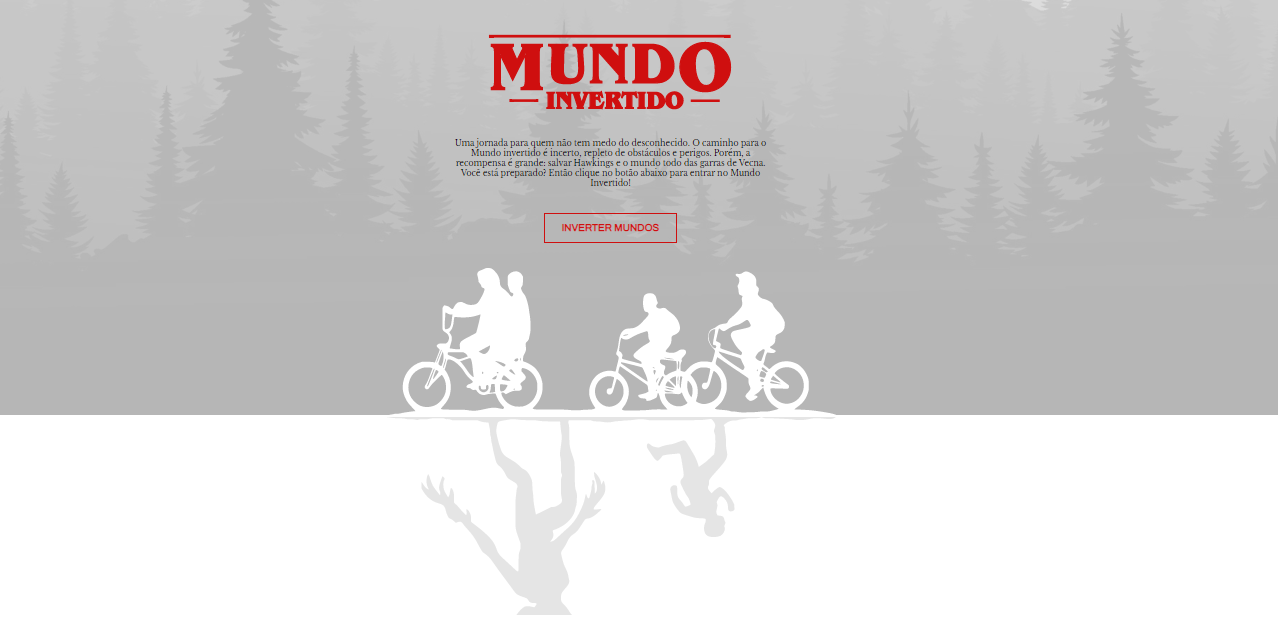 MUNDO
INVERTIDO
Uma jornada para quem não tem medo do desconhecido. O caminho para o
Mundo invertido é incerto, repleto de obstáculos e perigos. Porém, a
recompensa é grande: salvar Hawkings e o mundo todo das garras de Vecna.
Você está preparado? Então clique no botão abaixo para entrar no Mundo
Invertido!
INVERTER MUNDOS